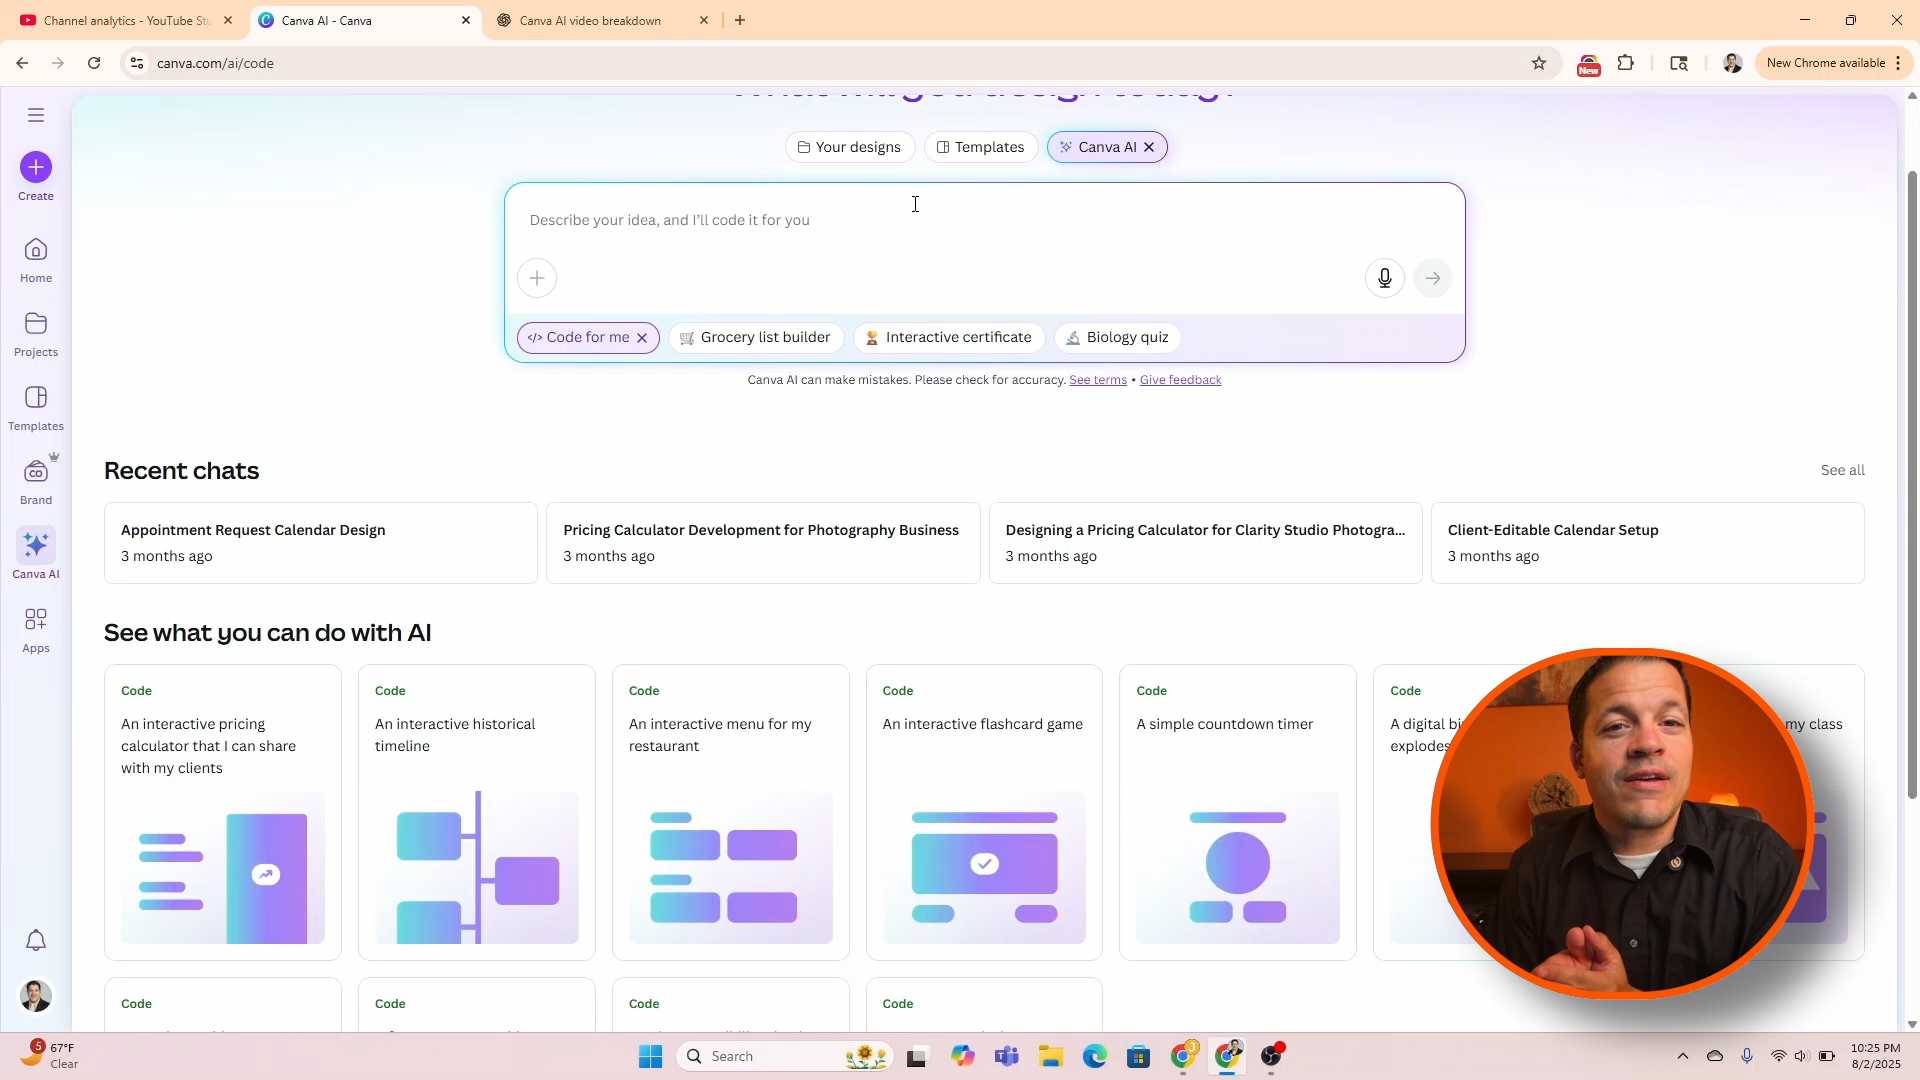 Channel analytics - YouTube St
Canva AI - Canva
Canva AI video breakdown
canva.com/ai/code
New
New Chrome available
What will you design today?
Your designs
Templates
Canva AI
Create
Describe your idea, and I'll code it for you
Home
Code for me
Grocery list builder
Interactive certificate
Biology quiz
Projects
Canva AI can make mistakes. Please check for accuracy. See terms • Give feedback
Templates
Recent chats
See all
Brand
Appointment Request Calendar Design
3 months ago
Pricing Calculator Development for Photography Business
3 months ago
Designing a Pricing Calculator for Clarity Studio Photogra...
3 months ago
Client-Editable Calendar Setup
3 months ago
Canva AI
See what you can do with AI
Apps
Code
An interactive pricing
calculator that I can share
with my clients
Code
An interactive historical
timeline
Code
An interactive menu for my
restaurant
Code
An interactive flashcard game
Code
A simple countdown timer
Code
A digital
explodes
my class
Code
Code
Code
Code
5
67°F
Clear
Search
10:25 PM
8/2/2025